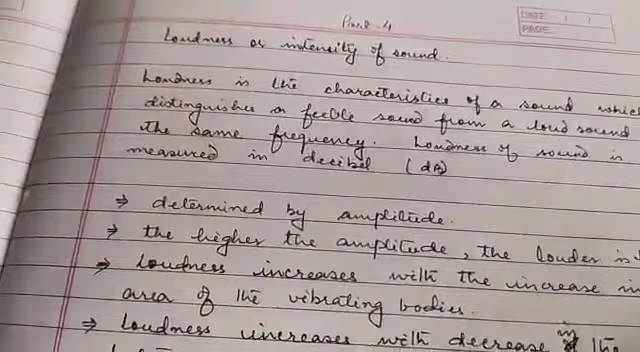 Part-4
DATE
PAGE
Loudness or intensity of sound.
Loudness is the characteristics of a sound which
distinguishes a feeble sound from a loud sound
the same frequency. Loudness of sound is
measured in decibel (dB)
⇒ determined by amplitude.
⇒ the higher the amplitude, the louder is
⇒ loudness increases with the increase in
area of the vibrating bodies.
⇒ loudness increases with decrease in the